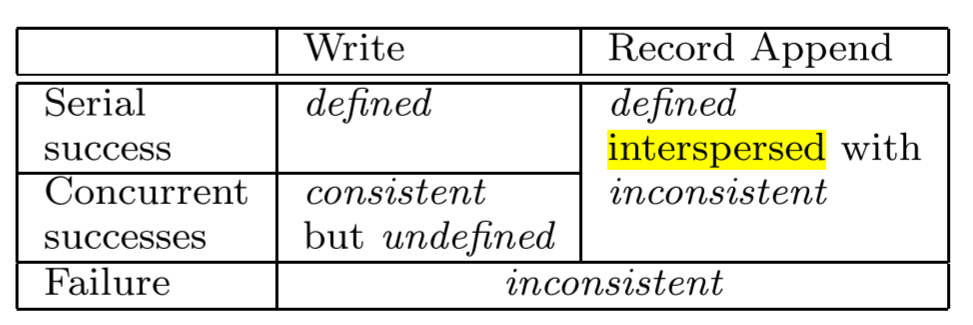 Write Record Append
Serial defined defined
success interspersed with
Concurrent consistent inconsistent
successes but undefined
Failure inconsistent